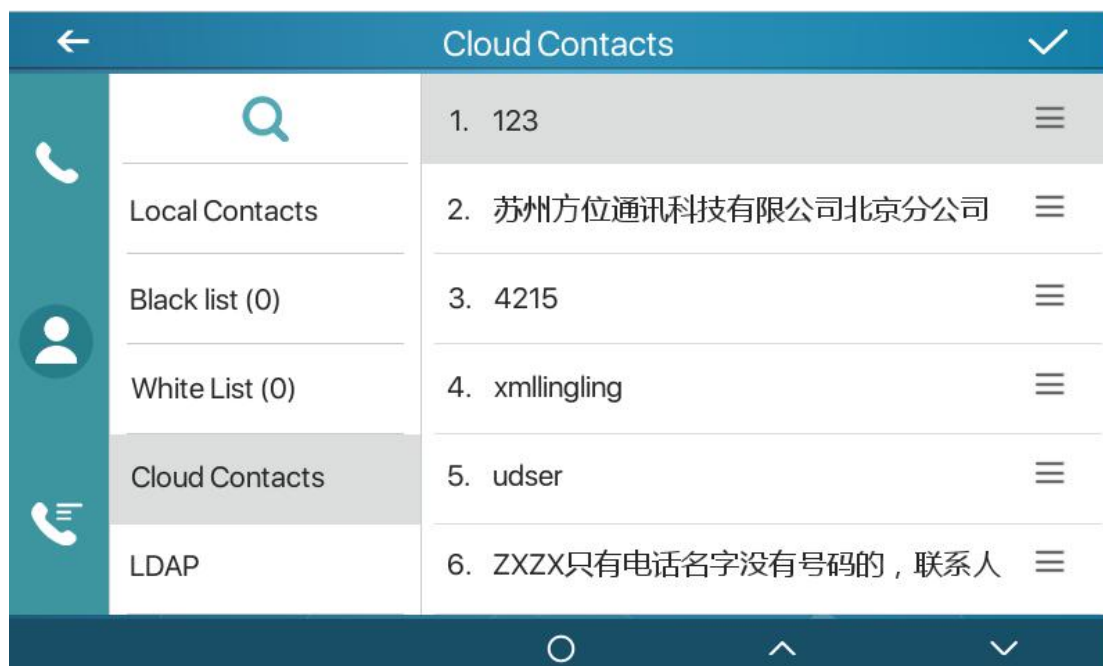 Cloud Contacts
Local Contacts
Black list (0)
White List (0)
Cloud Contacts
LDAP
1. 123
2. 苏州方位通讯科技有限公司北京分公司
3. 4215
4. xmllingling
5. udser
6. ZXZX只有电话名字没有号码的，联系人